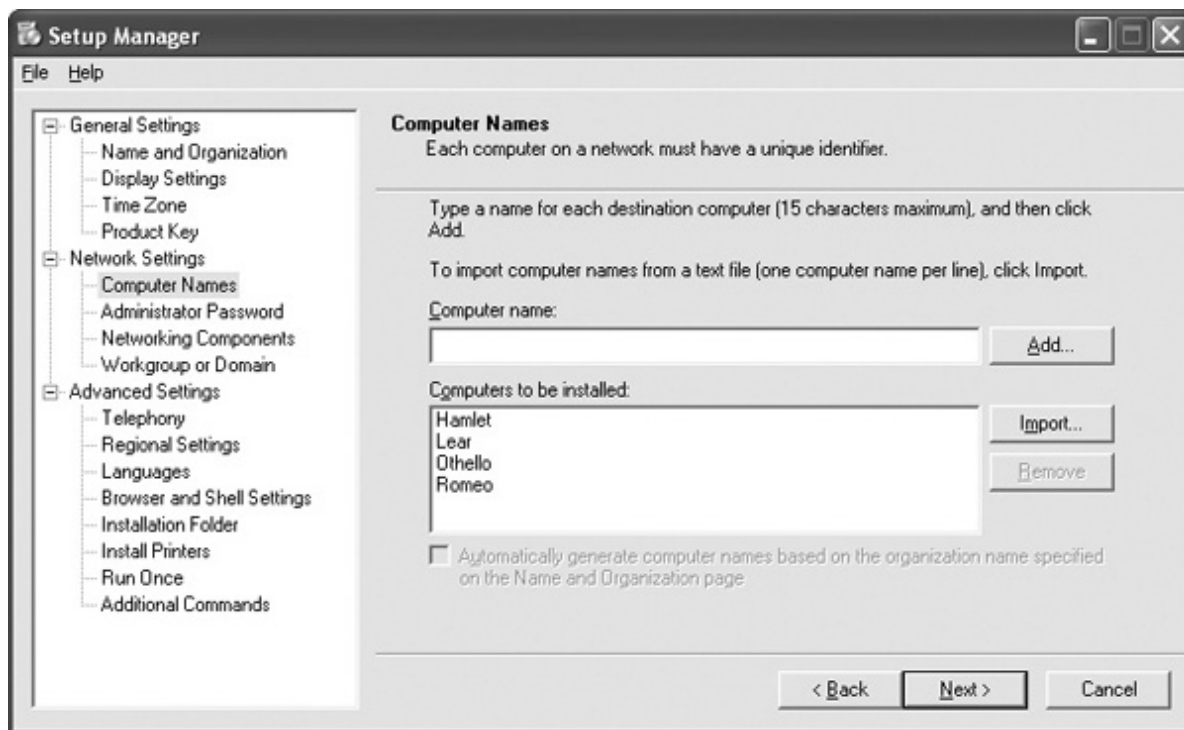 Setup Manager
File Help
General Settings
Name and Organization
Display Settings
Time Zone
Product Key
Network Settings
Computer Names
Administrator Password
Networking Components
Workgroup or Domain
Advanced Settings
Telephony
Regional Settings
Languages
Browser and Shell Settings
Installation Folder
Install Printers
Run Once
Additional Commands
Computer Names
Each computer on a network must have a unique identifier.
Type a name for each destination computer (15 characters maximum), and then click
Add.
To import computer names from a text file (one computer name per line), click Import.
Computer name:
Add...
Computers to be installed:
Hamlet
Lear
Othello
Romeo
Import...
Remove
Automatically generate computer names based on the organization name specified
on the Name and Organization page
< Back
Next >
Cancel